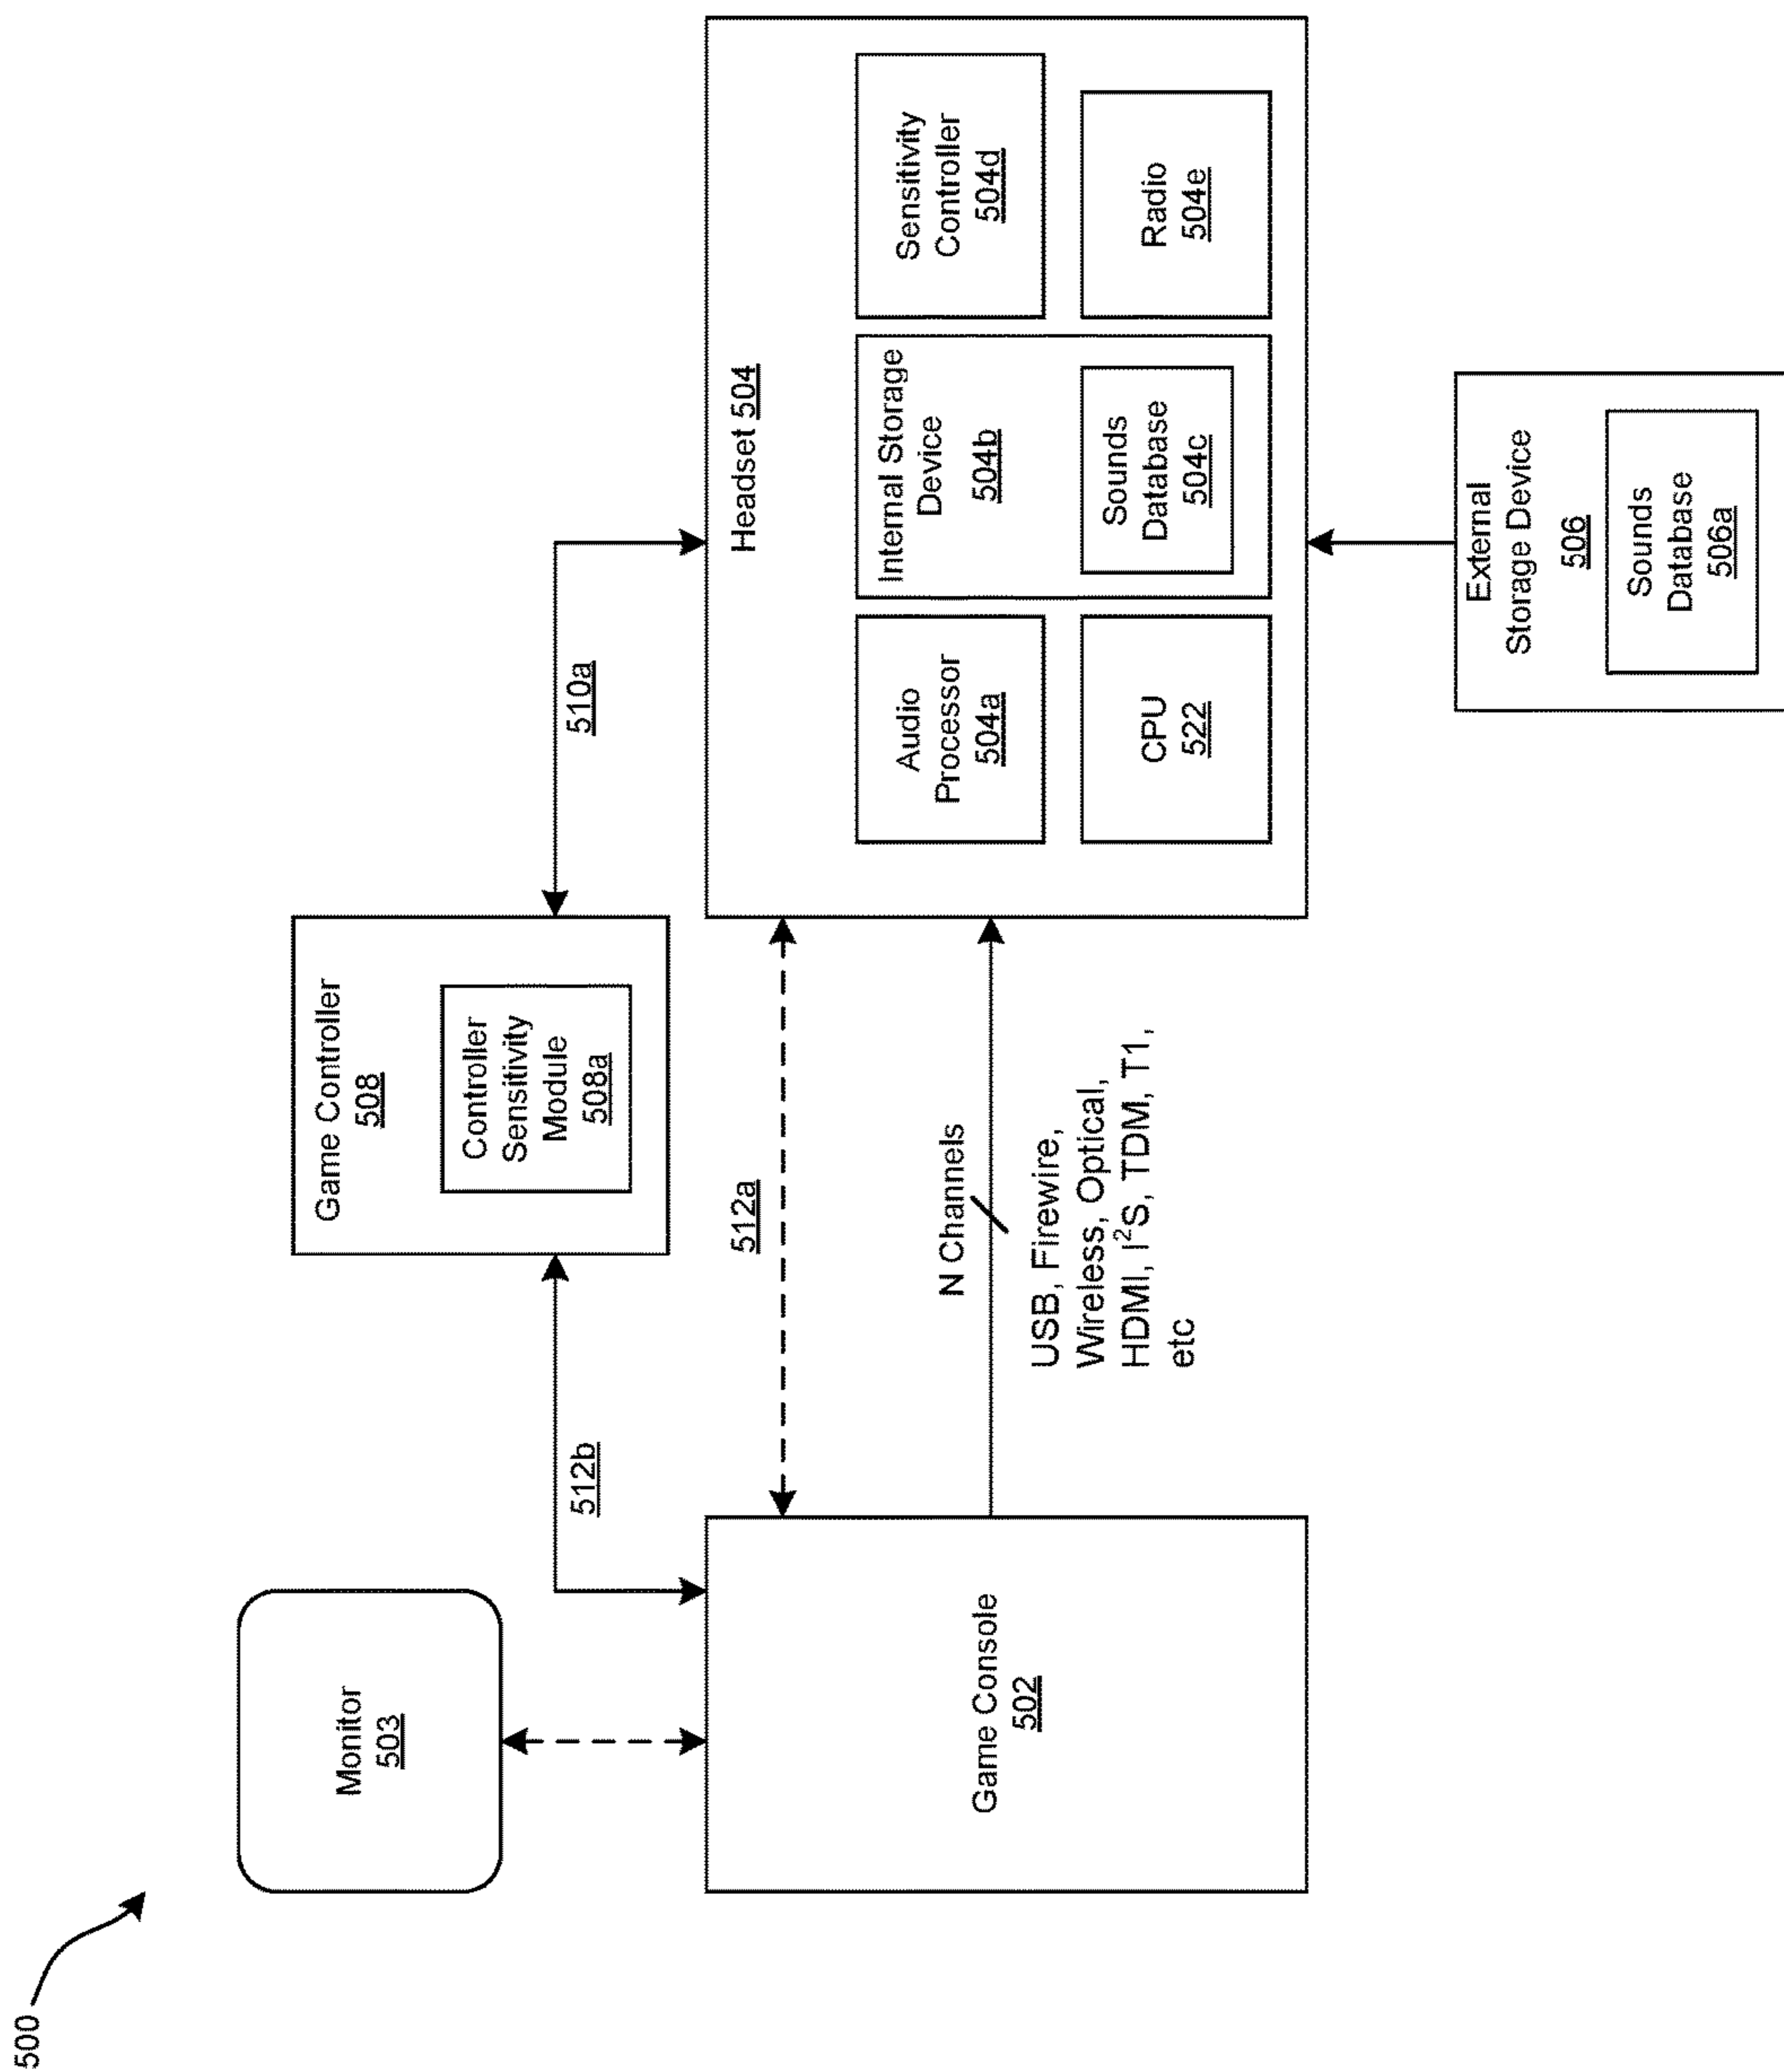 500
Monitor
503
Game Console
502
512b
Game Controller
508
Controller
Sensitivity
Module
508a
510a
512a
N Channels
USB, Firewire,
Wireless, Optical,
HDMI, I²S, TDM, T1,
etc
Headset 504
Audio
Processor
504a
CPU
522
Internal Storage
Device
504b
Sounds
Database
504c
Sensitivity
Controller
504d
Radio
504e
External
Storage Device
506
Sounds
Database
506a